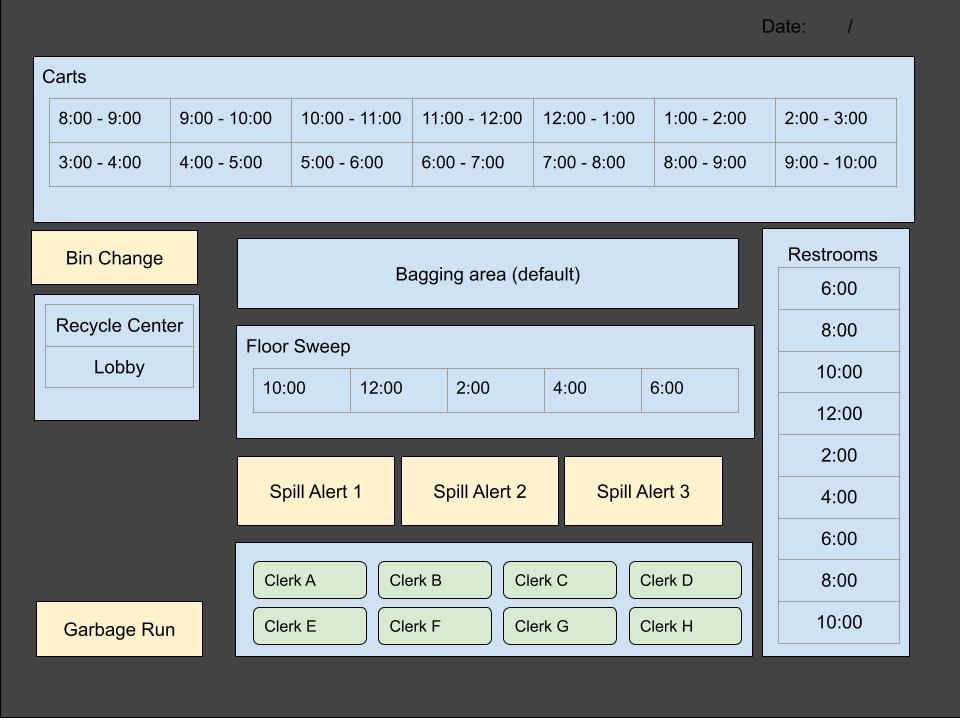 Date: /
Carts
8:00 - 9:00 9:00 - 10:00 10:00 - 11:00 11:00 - 12:00 12:00 - 1:00 1:00 - 2:00 2:00 - 3:00
3:00 - 4:00 4:00 - 5:00 5:00 - 6:00 6:00 - 7:00 7:00 - 8:00 8:00 - 9:00 9:00 - 10:00
Bin Change
Recycle Center
Lobby
Bagging area (default)
Floor Sweep
10:00 12:00 2:00 4:00 6:00
Spill Alert 1 Spill Alert 2 Spill Alert 3
Clerk A Clerk B Clerk C Clerk D
Clerk E Clerk F Clerk G Clerk H
Garbage Run
Restrooms
6:00
8:00
10:00
12:00
2:00
4:00
6:00
8:00
10:00